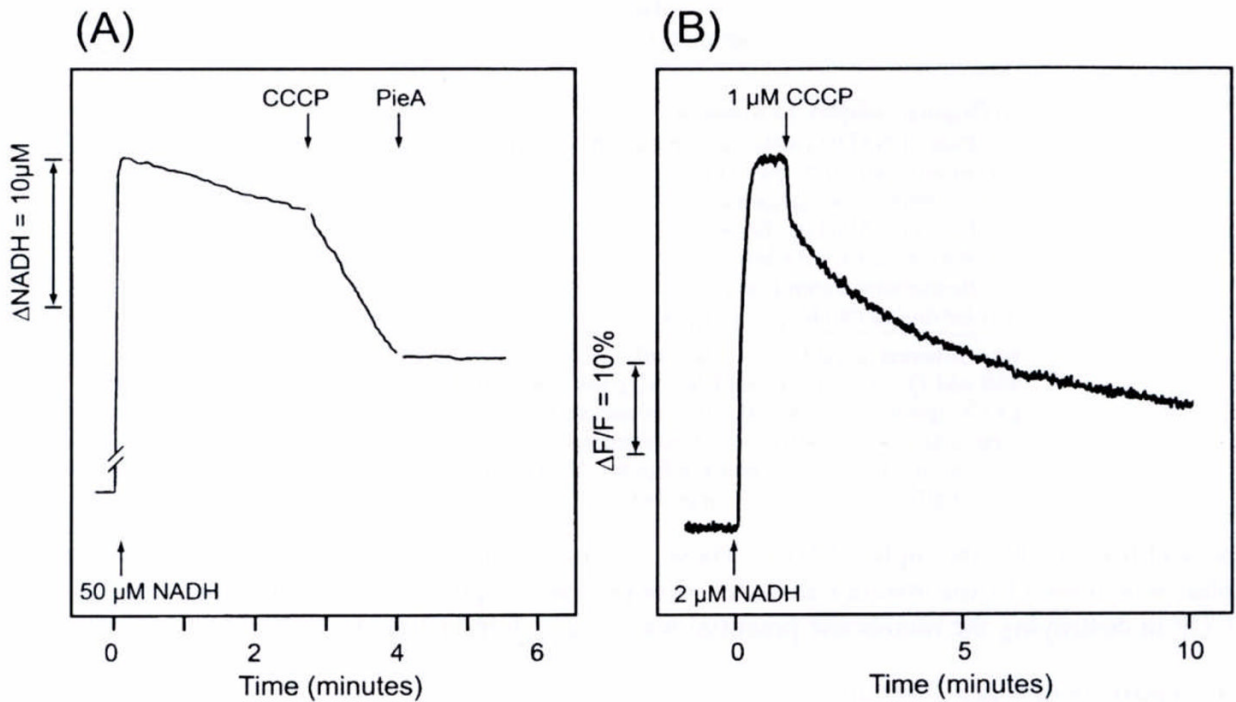 (A)
CCCP PieA
ΔNADH = 10μM
50 μM NADH
0 2 4 6
Time (minutes)
(B)
1 μM CCCP
ΔF/F = 10%
2 μM NADH
0 5 10
Time (minutes)